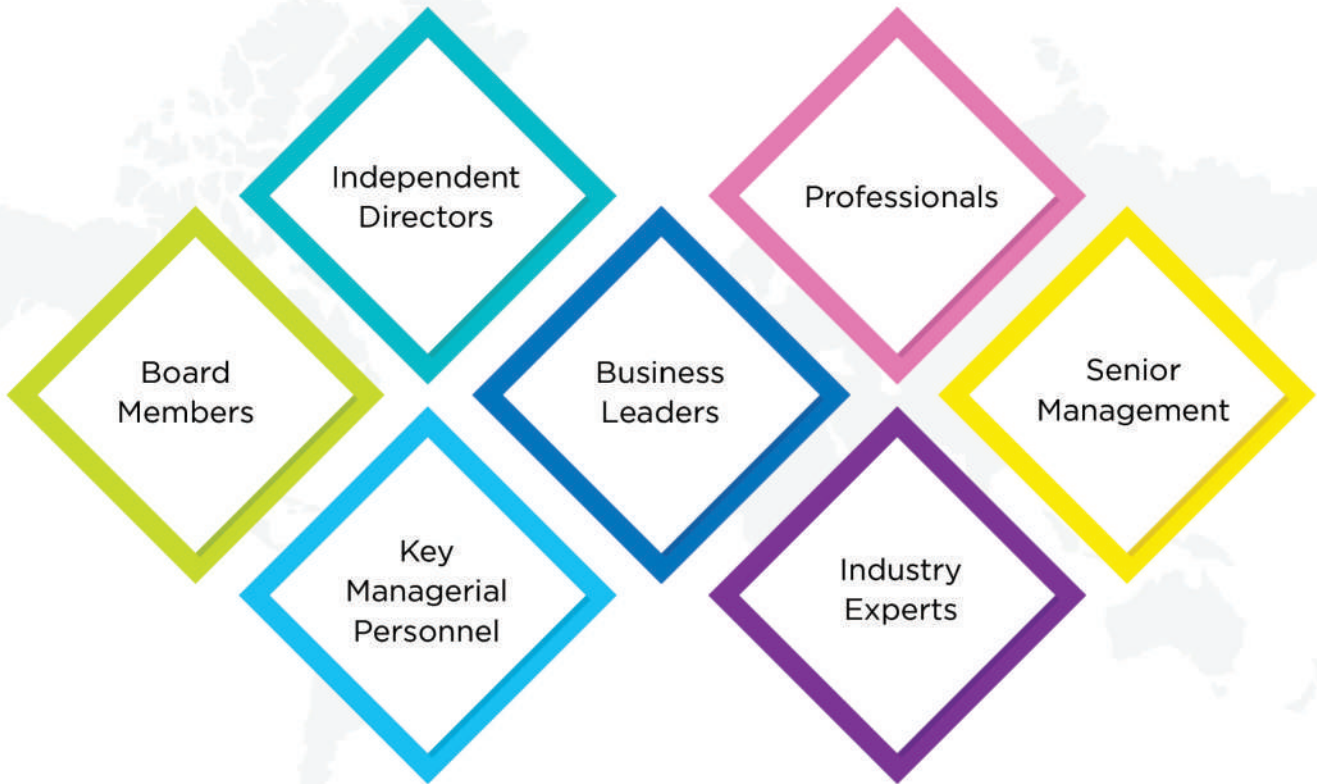 Independent
Directors
Professionals
Board
Members
Business
Leaders
Senior
Management
Key
Managerial
Personnel
Industry
Experts